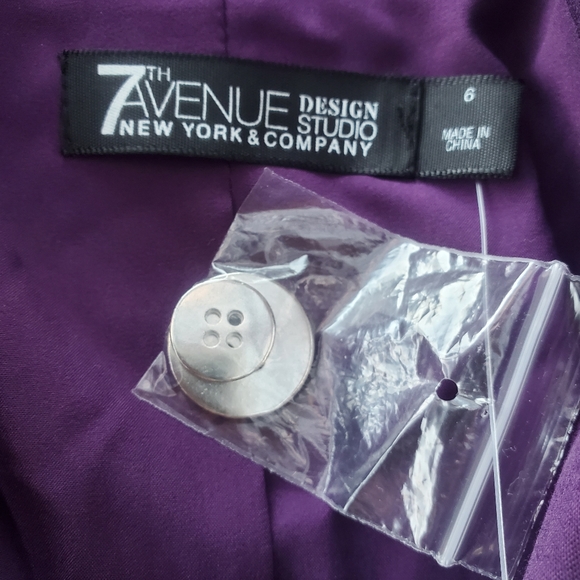 7TH AVENUE DESIGN STUDIO
NEW YORK & COMPANY
6
MADE IN
CHINA